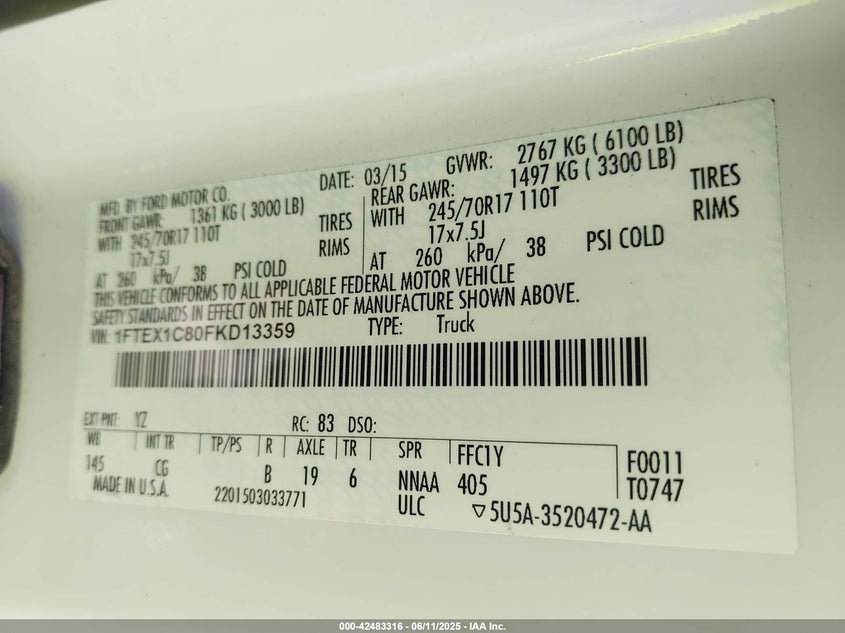 MFD. BY FORD MOTOR CO.
DATE: 03/15 GVWR: 2767 KG ( 6100 LB)
FRONT GAWR: 1361 KG ( 3000 LB)
REAR GAWR: 1497 KG ( 3300 LB)
WITH 245/70R17 110T TIRES
WITH 245/70R17 110T TIRES
17x7.5J RIMS
17x7.5J RIMS
AT 260 kPa/ 38 PSI COLD
AT 260 kPa/ 38 PSI COLD
THIS VEHICLE CONFORMS TO ALL APPLICABLE FEDERAL MOTOR VEHICLE
SAFETY STANDARDS IN EFFECT ON THE DATE OF MANUFACTURE SHOWN ABOVE.
VIN: 1FTEX1C80FKD13359 TYPE: Truck
EXT PNT: YZ RC: 83 DSO:
WB INT TR TP/PS R AXLE TR SPR FFC1Y F0011
145 CG B 19 6 NNAA 405 T0747
MADE IN U.S.A. 2201503033771 ULC ▽5U5A-3520472-AA
000-42483316 - 06/11/2025 - IAA Inc.